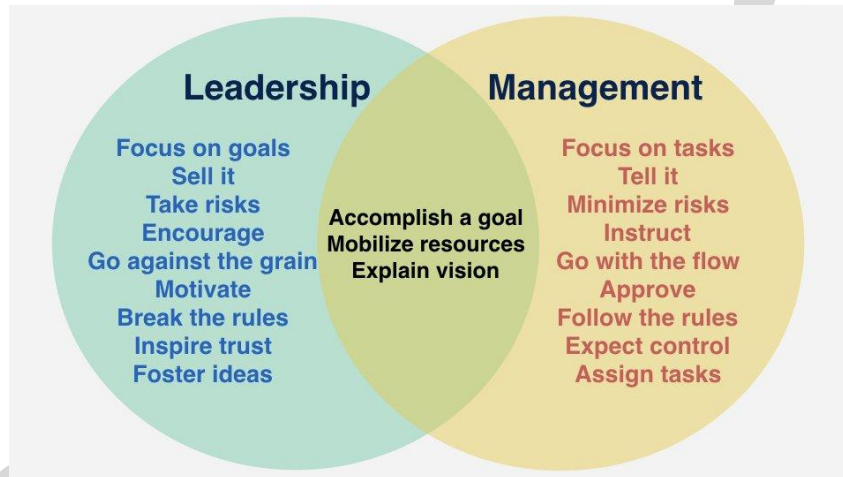 Leadership
Management
Focus on goals
Sell it
Take risks
Encourage
Go against the grain
Motivate
Break the rules
Inspire trust
Foster ideas
Accomplish a goal
Mobilize resources
Explain vision
Focus on tasks
Tell it
Minimize risks
Instruct
Go with the flow
Approve
Follow the rules
Expect control
Assign tasks